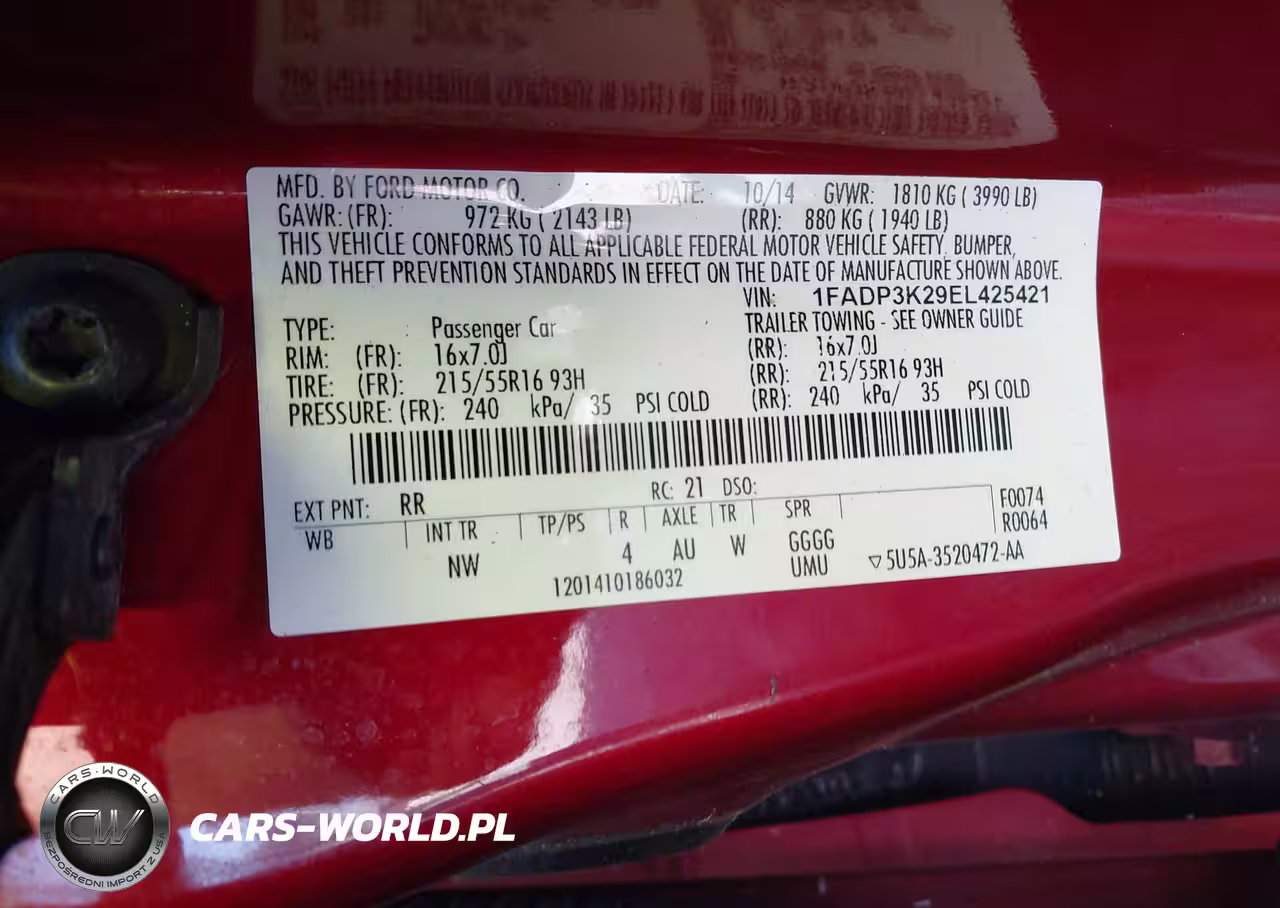 MFD. BY FORD MOTOR CO. DATE: 10/14 GVWR: 1810 KG ( 3990 LB)
GAWR: (FR): 972 KG ( 2143 LB) (RR): 880 KG ( 1940 LB)
THIS VEHICLE CONFORMS TO ALL APPLICABLE FEDERAL MOTOR VEHICLE SAFETY, BUMPER,
AND THEFT PREVENTION STANDARDS IN EFFECT ON THE DATE OF MANUFACTURE SHOWN ABOVE.
VIN: 1FADP3K29EL425421
TYPE: Passenger Car TRAILER TOWING - SEE OWNER GUIDE
RIM: (FR): 16x7.0J (RR): 16x7.0J
TIRE: (FR): 215/55R16 93H (RR): 215/55R16 93H
PRESSURE: (FR): 240 kPa/ 35 PSI COLD (RR): 240 kPa/ 35 PSI COLD
EXT PNT: RR RC: 21 DSO: F0074
WB INT TR TP/PS R AXLE TR SPR R0064
NW 4 AU W GGGG
1201410186032 UMU ▽5U5A-3520472-AA
CARS-WORLD
CW
BEZPOŚREDNI IMPORT Z USA
CARS-WORLD.PL